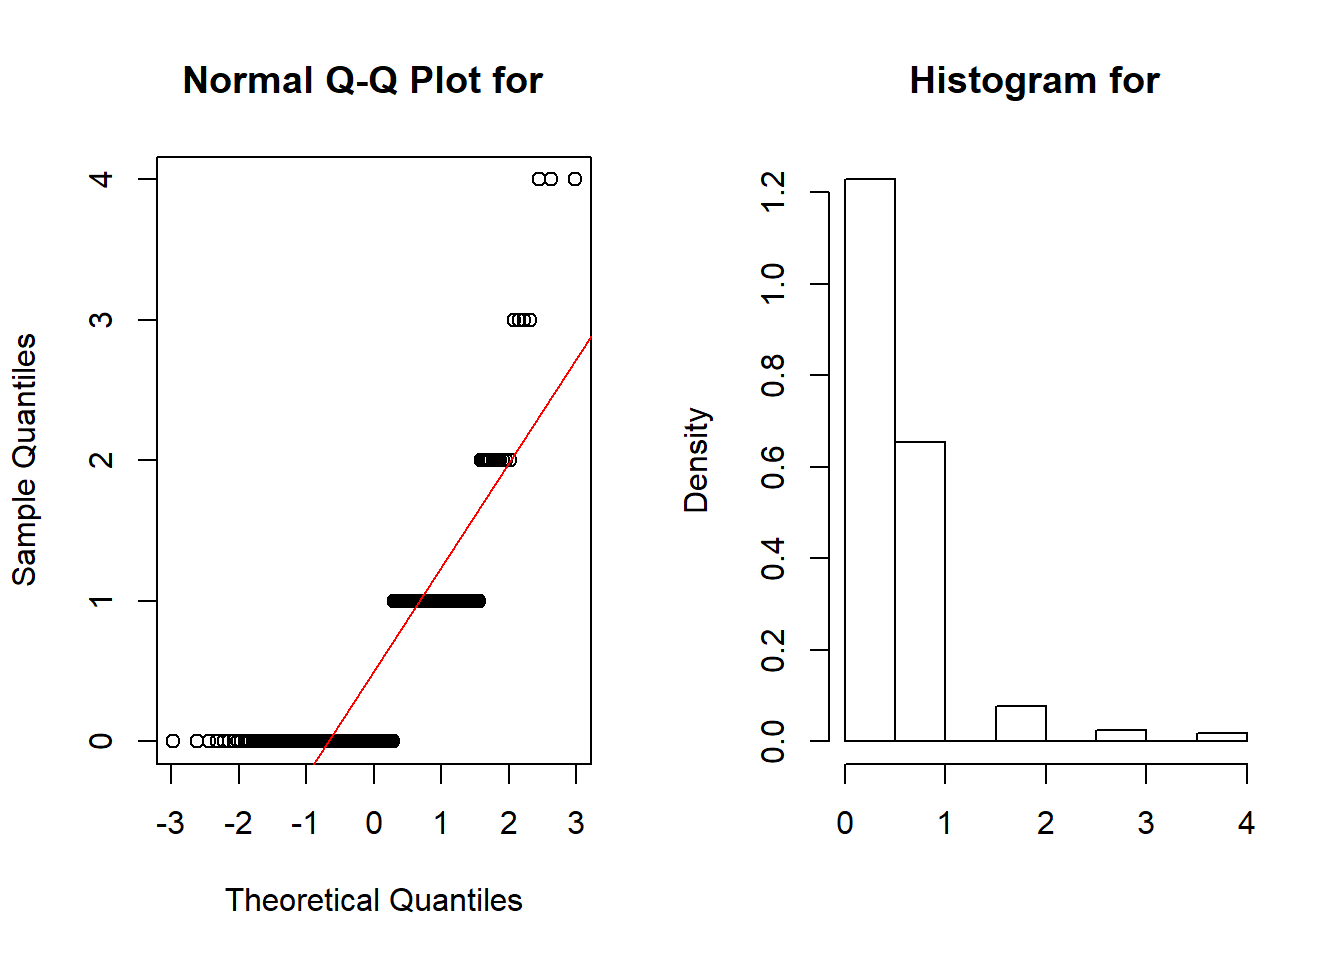 Normal Q-Q Plot for
Sample Quantiles
4
3
2
1
0
-3 -2 -1 0 1 2 3
Theoretical Quantiles
Histogram for
Density
1.2
1.0
0.8
0.6
0.4
0.2
0.0
0 1 2 3 4